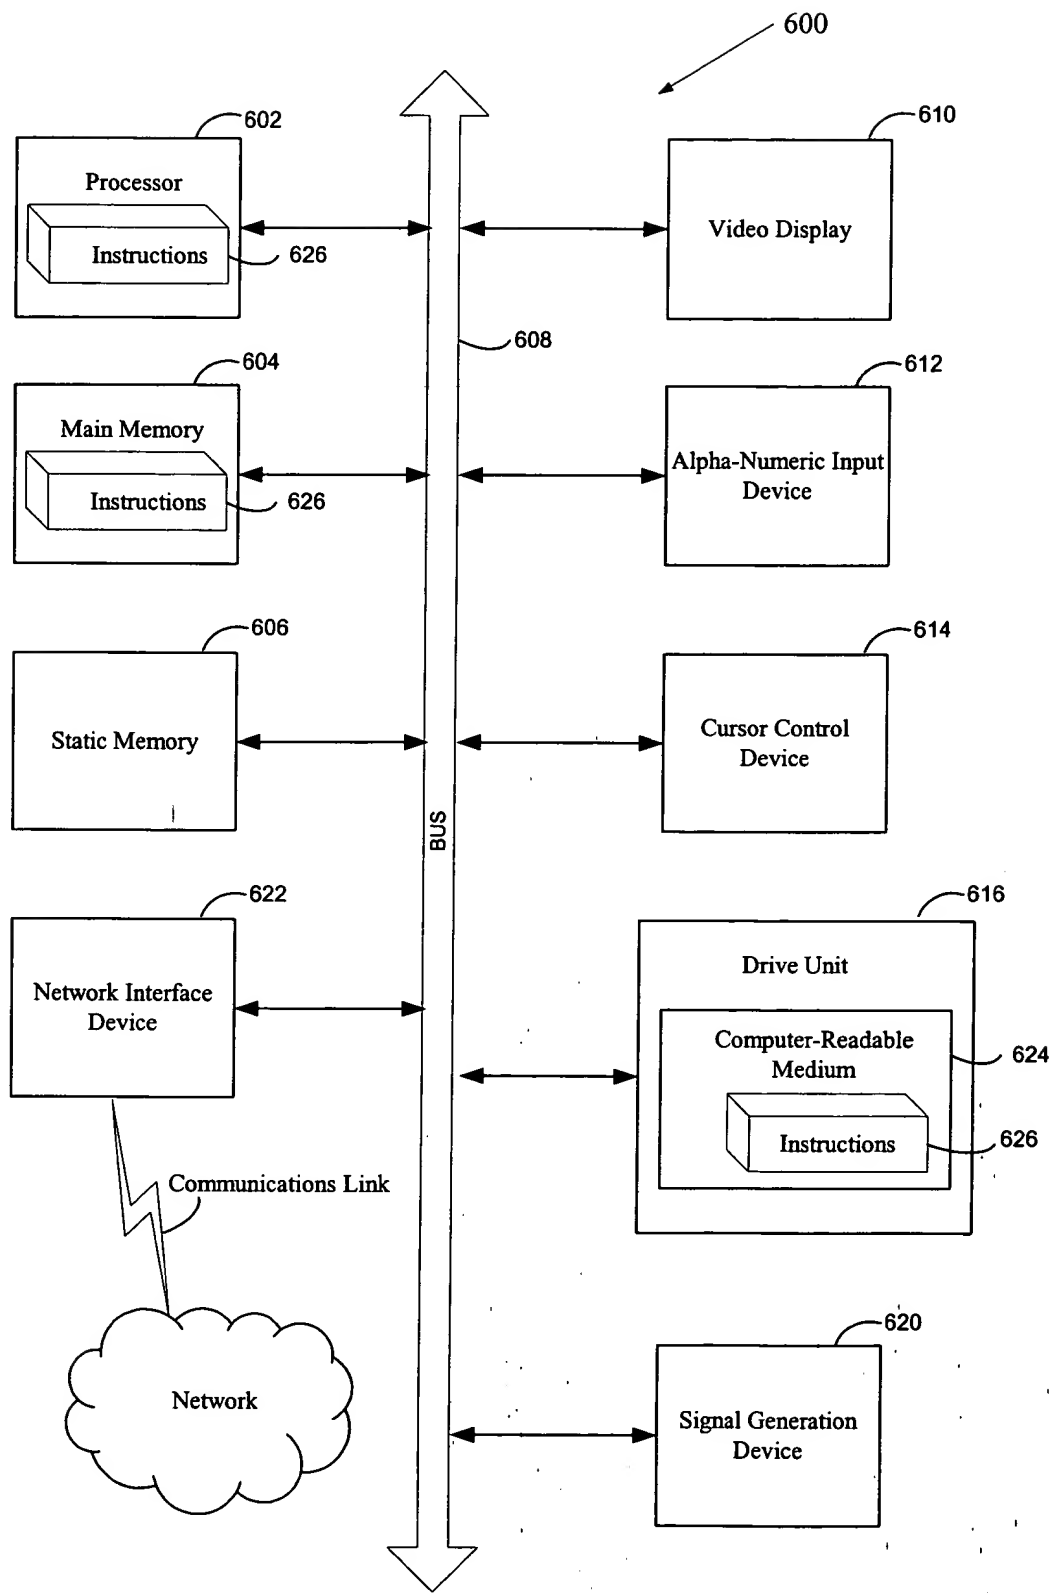 600
602
Processor
Instructions
626
610
Video Display
608
604
Main Memory
Instructions
626
612
Alpha-Numeric Input
Device
606
Static Memory
614
Cursor Control
Device
BUS
622
Network Interface
Device
616
Drive Unit
Computer-Readable
Medium
624
Instructions
626
Communications Link
Network
620
Signal Generation
Device